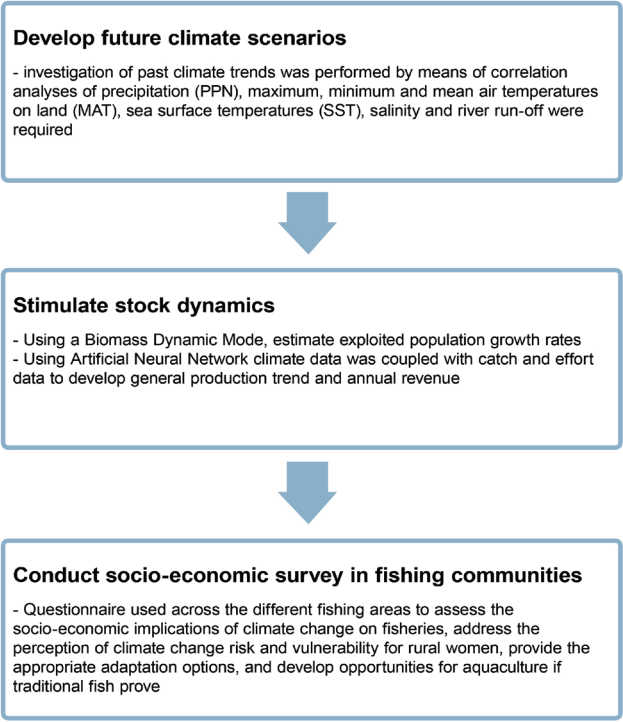 Develop future climate scenarios
- investigation of past climate trends was performed by means of correlation
analyses of precipitation (PPN), maximum, minimum and mean air temperatures
on land (MAT), sea surface temperatures (SST), salinity and river run-off were
required
Stimulate stock dynamics
- Using a Biomass Dynamic Mode, estimate exploited population growth rates
- Using Artificial Neural Network climate data was coupled with catch and effort
data to develop general production trend and annual revenue
Conduct socio-economic survey in fishing communities
- Questionnaire used across the different fishing areas to assess the
socio-economic implications of climate change on fisheries, address the
perception of climate change risk and vulnerability for rural women, provide the
appropriate adaptation options, and develop opportunities for aquaculture if
traditional fish prove